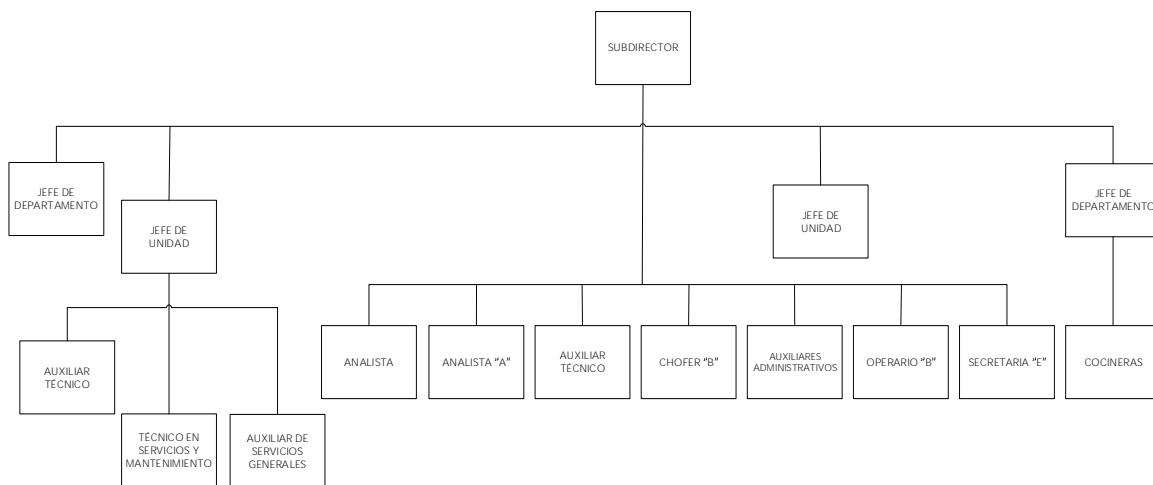 SUBDIRECTOR
JEFE DE
DEPARTAMENTO
JEFE DE
UNIDAD
JEFE DE
UNIDAD
JEFE DE
DEPARTAMENTO
AUXILIAR
TÉCNICO
TÉCNICO EN
SERVICIOS Y
MANTENIMIENTO
AUXILIAR DE
SERVICIOS
GENERALES
ANALISTA
ANALISTA “A”
AUXILIAR
TÉCNICO
CHOFER “B”
AUXILIARES
ADMINISTRATIVOS
OPERARIO “B”
SECRETARIA “E”
COCINERAS